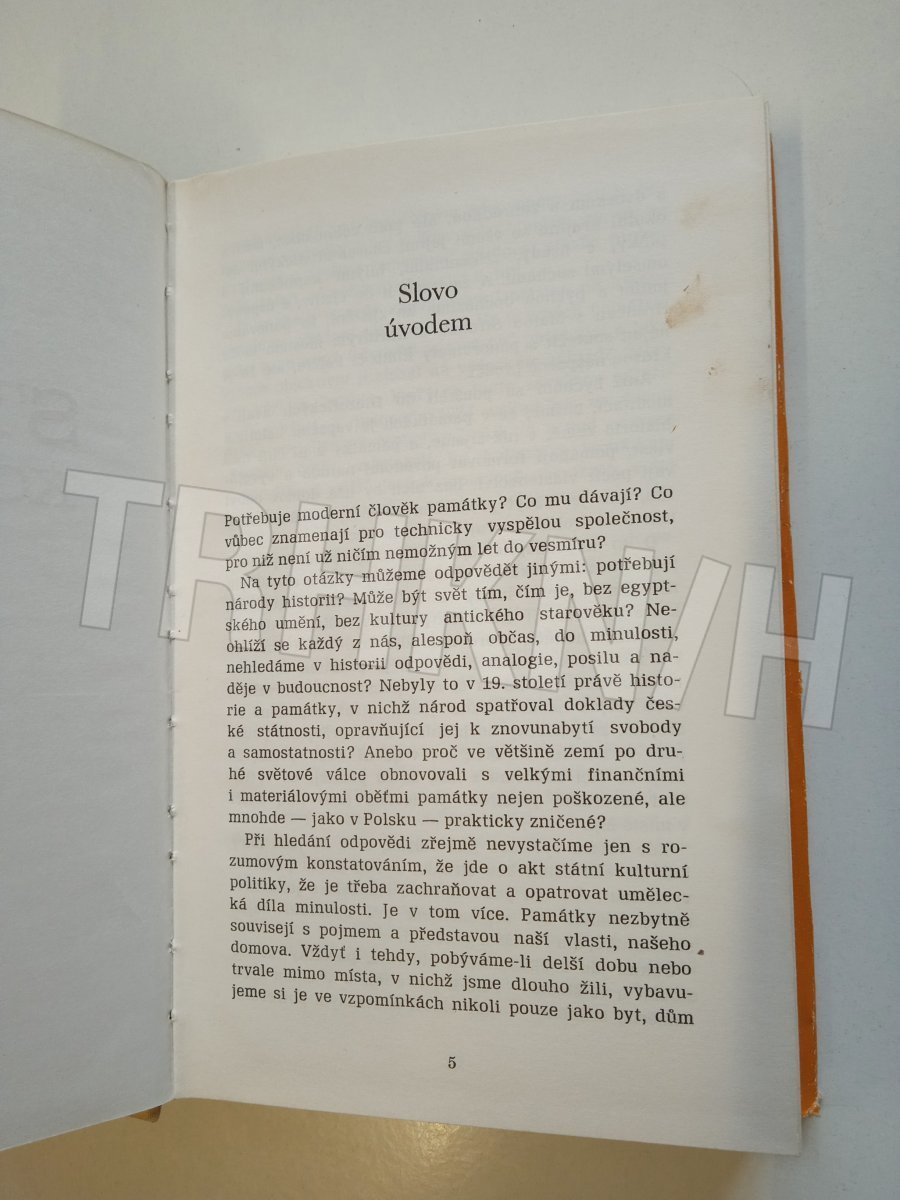 Slovo
úvodem
Potřebuje moderní člověk památky? Co mu dávají? Co
vůbec znamenají pro technicky vyspělou společnost,
pro niž není už ničím nemožným let do vesmíru?
Na tyto otázky můžeme odpovědět jinými: potřebují
národy historii? Může být svět tím, čím je, bez egypt-
ského umění, bez kultury antického starověku? Ne-
ohlíží se každý z nás, alespoň občas, do minulosti,
nehledáme v historii odpovědi, analogie, posilu a na-
děje v budoucnost? Nebyly to v 19. století právě histo-
rie a památky, v nichž národ spatřoval doklady čes-
ké státnosti, opravňující jej k znovunabytí svobody
a samostatnosti? Anebo proč ve většině zemí po dru-
hé světové válce obnovovali s velkými finančními
i materiálovými oběťmi památky nejen poškozené, ale
mnohde — jako v Polsku — prakticky zničené?
Při hledání odpovědi zřejmě nevystačíme jen s ro-
zumovým konstatováním, že jde o akt státní kulturní
politiky, že je třeba zachraňovat a opatrovat umělec-
ká díla minulosti. Je v tom více. Památky nezbytně
souvisejí s pojmem a představou naší vlasti, našeho
domova. Vždyť i tehdy, pobýváme-li delší dobu nebo
trvale mimo místa, v nichž jsme dlouho žili, vybavu-
jeme si je ve vzpomínkách nikoli pouze jako byt, dům
5
TRHKNIH